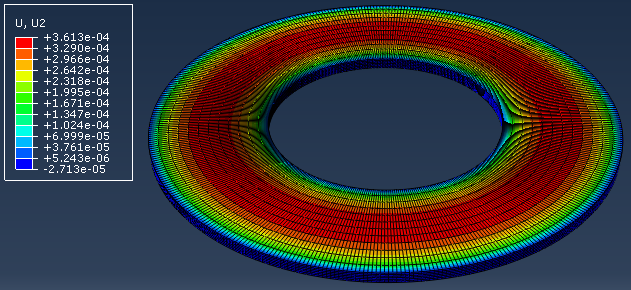 U, U2
+3.613e-04
+3.290e-04
+2.966e-04
+2.642e-04
+2.318e-04
+1.995e-04
+1.671e-04
+1.347e-04
+1.024e-04
+6.999e-05
+3.761e-05
+5.243e-06
-2.713e-05